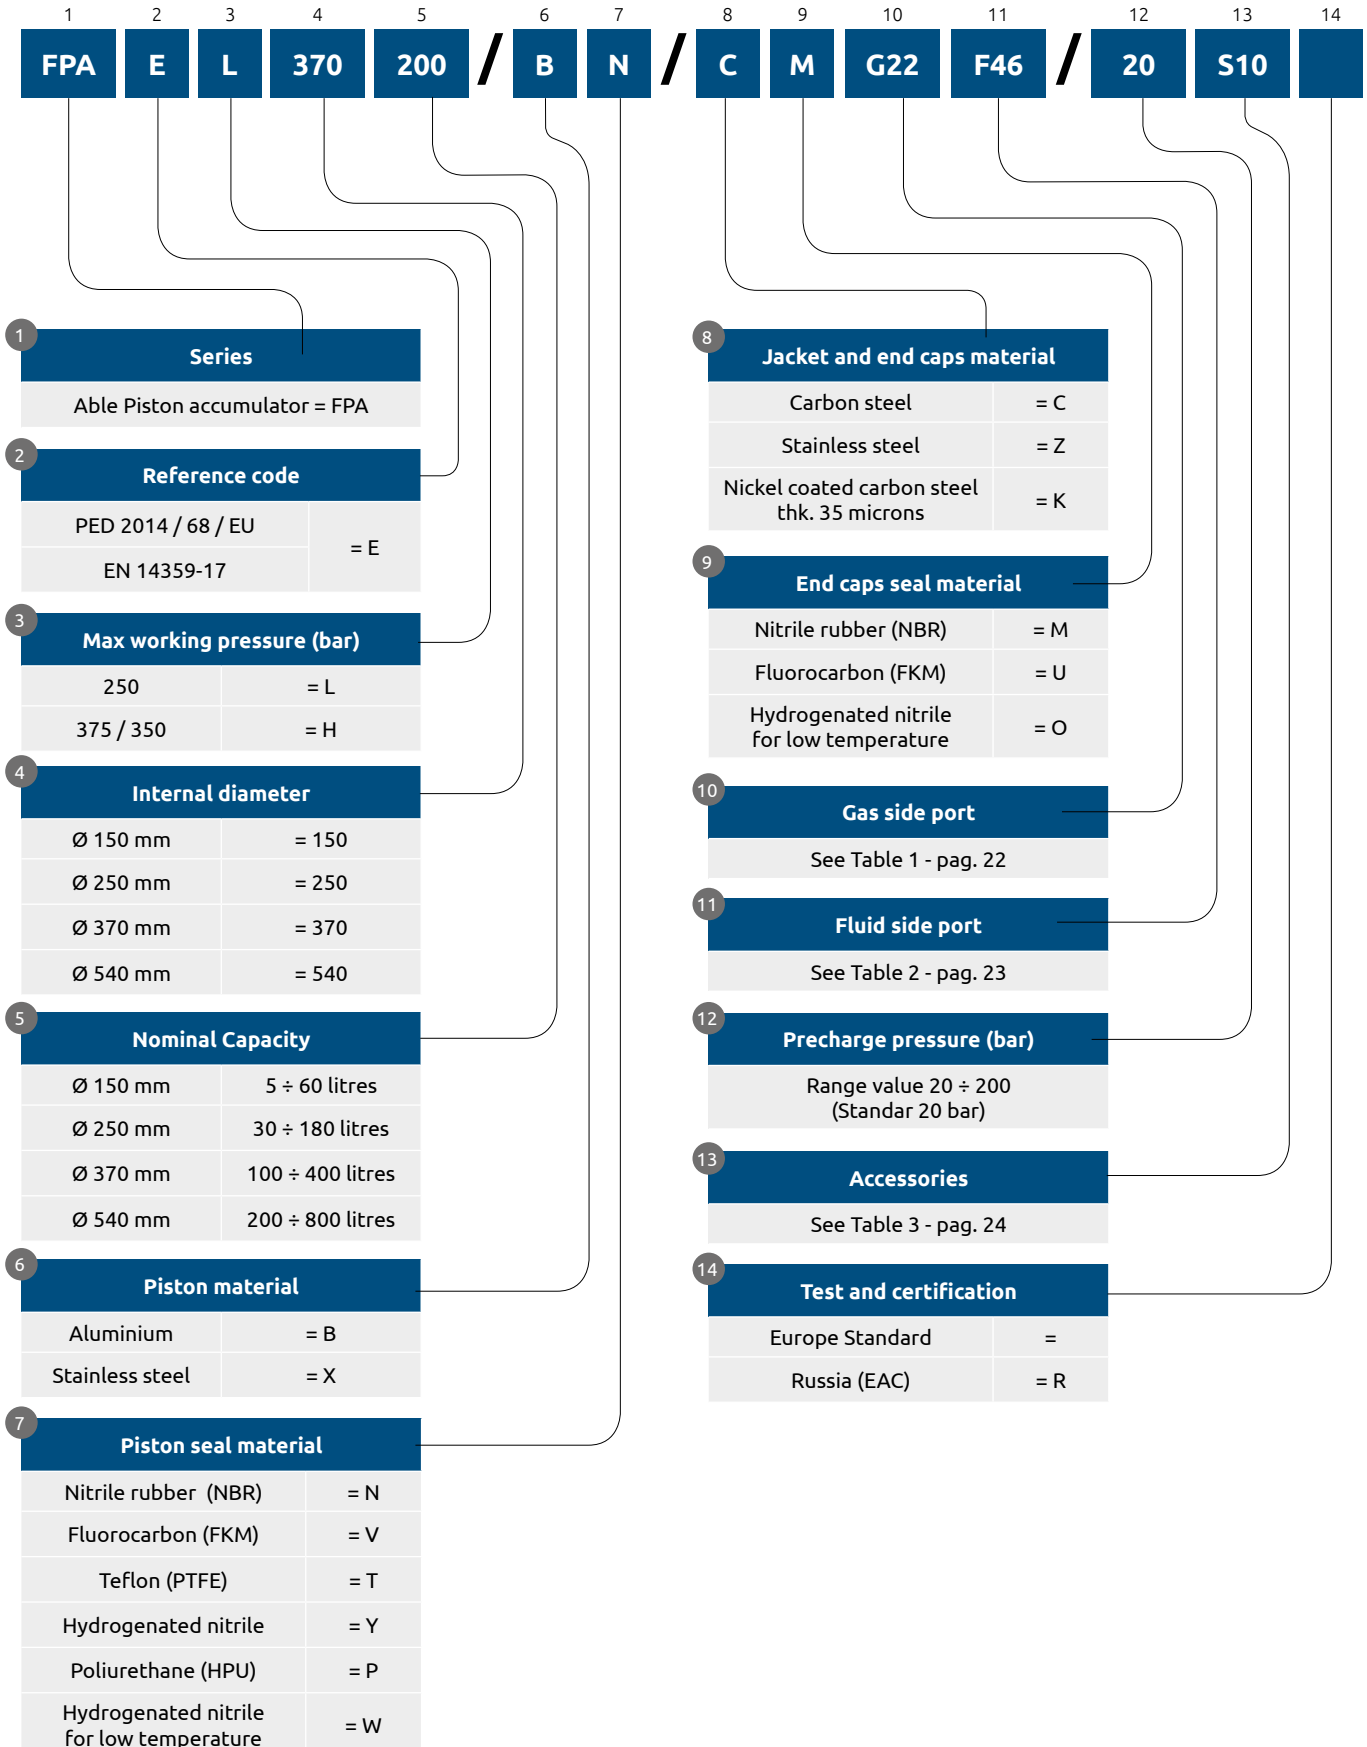 1 2 3 4 5 6 7 8 9 10 11 12 13 14
FPA E L 370 200 / B N / C M G22 F46 / 20 S10
1
Series
Able Piston accumulator = FPA
2
Reference code
PED 2014 / 68 / EU
EN 14359-17
= E
3
Max working pressure (bar)
250 = L
375 / 350 = H
4
Internal diameter
Ø 150 mm = 150
Ø 250 mm = 250
Ø 370 mm = 370
Ø 540 mm = 540
5
Nominal Capacity
Ø 150 mm 5 ÷ 60 litres
Ø 250 mm 30 ÷ 180 litres
Ø 370 mm 100 ÷ 400 litres
Ø 540 mm 200 ÷ 800 litres
6
Piston material
Aluminium = B
Stainless steel = X
7
Piston seal material
Nitrile rubber (NBR) = N
Fluorocarbon (FKM) = V
Teflon (PTFE) = T
Hydrogenated nitrile = Y
Poliurethane (HPU) = P
Hydrogenated nitrile
for low temperature = W
8
Jacket and end caps material
Carbon steel = C
Stainless steel = Z
Nickel coated carbon steel
thk. 35 microns = K
9
End caps seal material
Nitrile rubber (NBR) = M
Fluorocarbon (FKM) = U
Hydrogenated nitrile
for low temperature = O
10
Gas side port
See Table 1 - pag. 22
11
Fluid side port
See Table 2 - pag. 23
12
Precharge pressure (bar)
Range value 20 ÷ 200
(Standar 20 bar)
13
Accessories
See Table 3 - pag. 24
14
Test and certification
Europe Standard =
Russia (EAC) = R